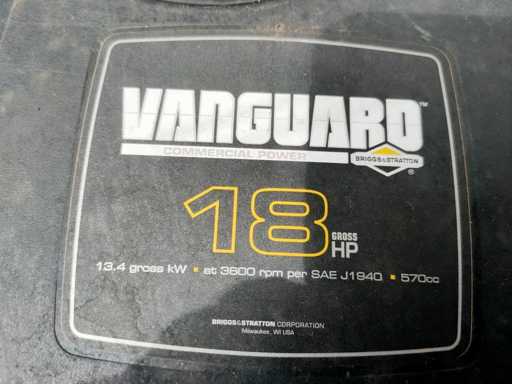 VANGUARD™
COMMERCIAL POWER
BRIGGS&STRATTON®
18 GROSS HP
13.4 gross kW ▪ at 3600 rpm per SAE J1940 ▪ 570cc
BRIGGS&STRATTON CORPORATION
Milwaukee, WI USA